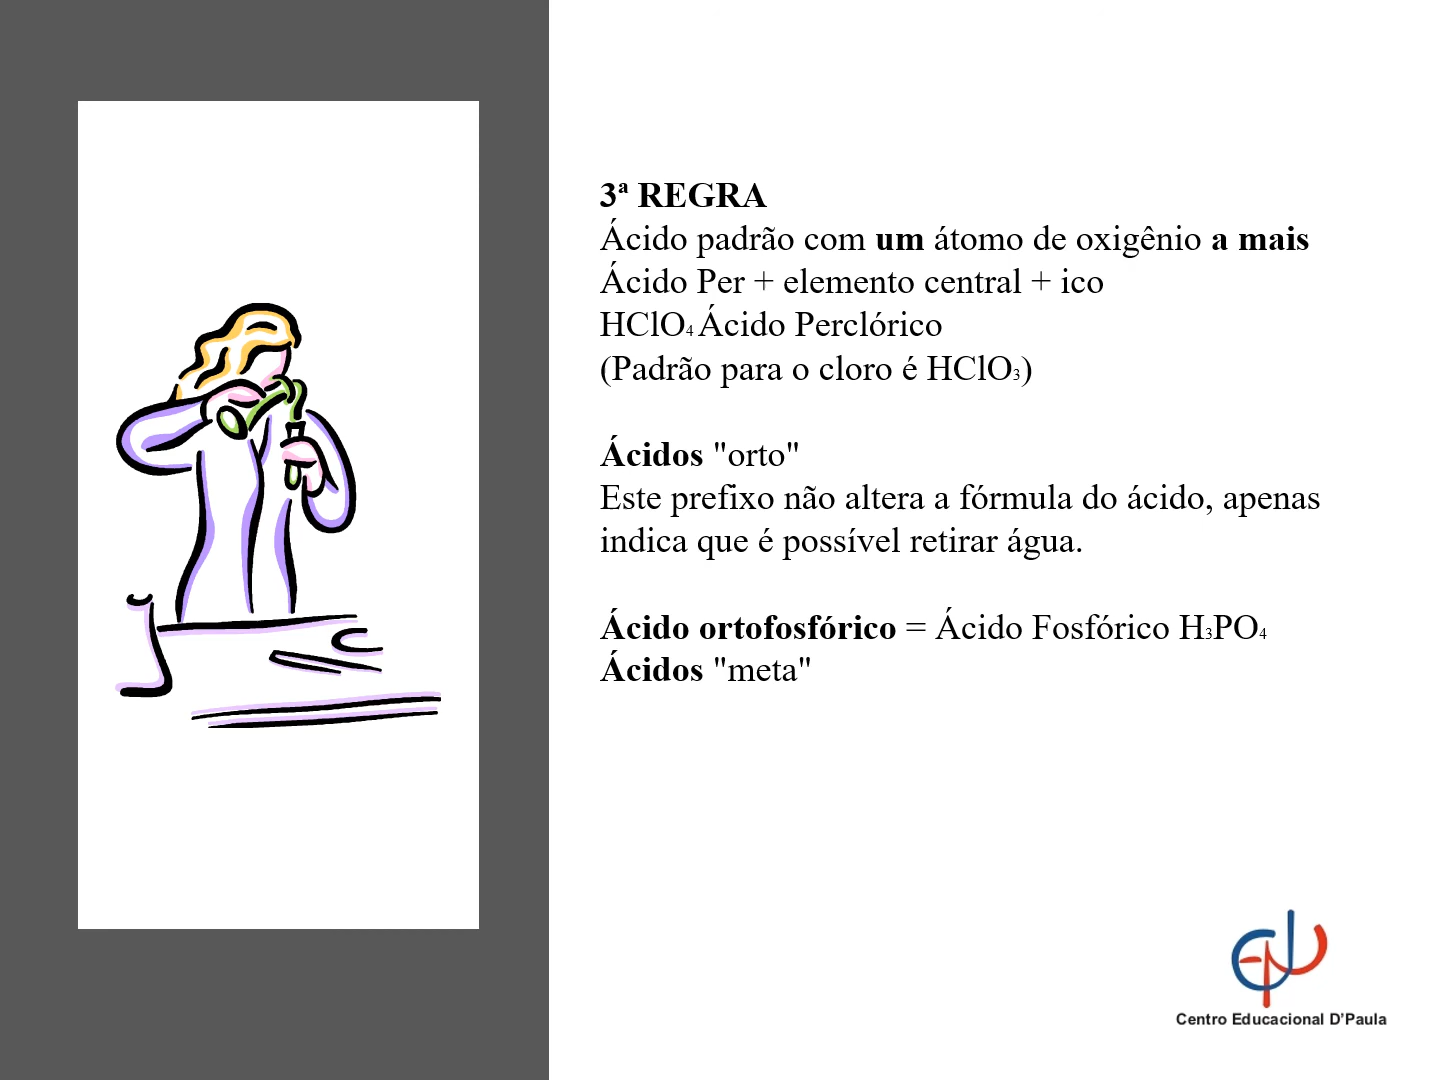 3ª REGRA
Ácido padrão com um átomo de oxigênio a mais
Ácido Per + elemento central + ico
HClO₄ Ácido Perclórico
(Padrão para o cloro é HClO₃)
Ácidos "orto"
Este prefixo não altera a fórmula do ácido, apenas
indica que é possível retirar água.
Ácido ortofosfórico = Ácido Fosfórico H₃PO₄
Ácidos "meta"
Centro Educacional D'Paula